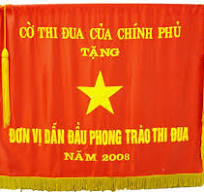 CỜ THI ĐUA CỦA CHÍNH PHỦ
TẶNG
ĐƠN VỊ DẪN ĐẦU PHONG TRÀO THI ĐUA
NĂM 2008